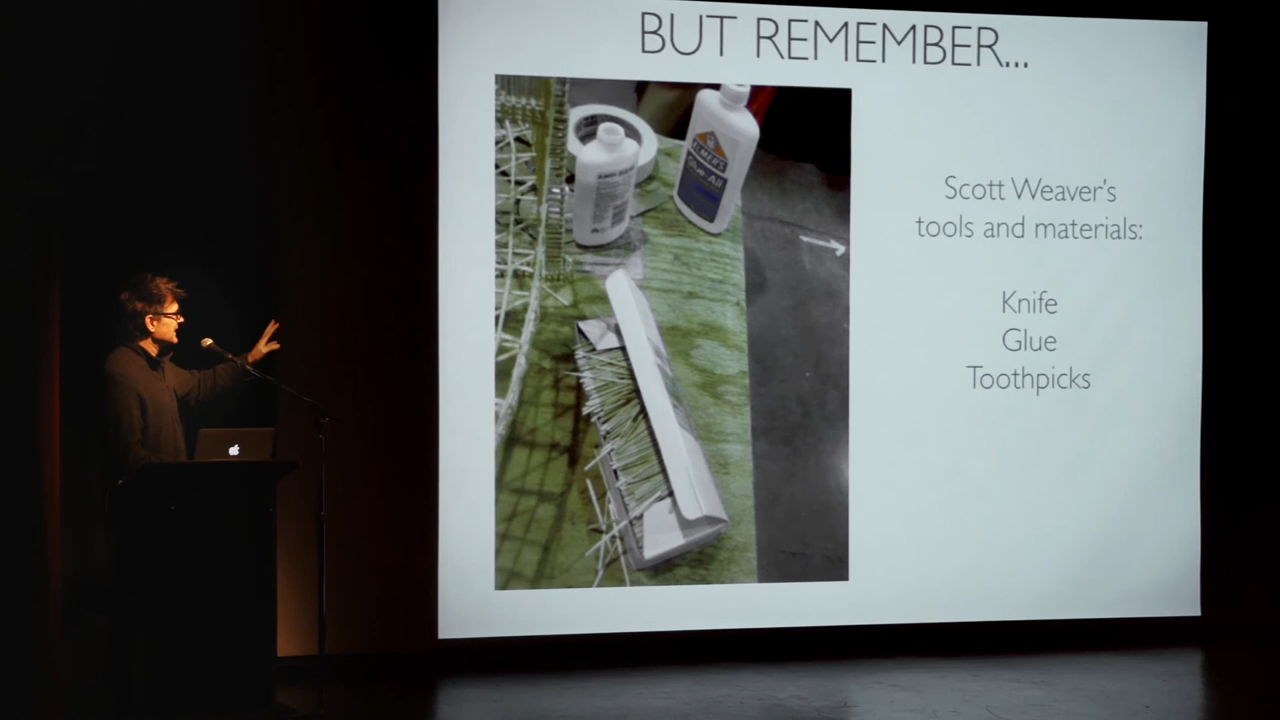 BUT REMEMBER...
ELMER'S
Glue-All
Scott Weaver's
tools and materials:
Knife
Glue
Toothpicks